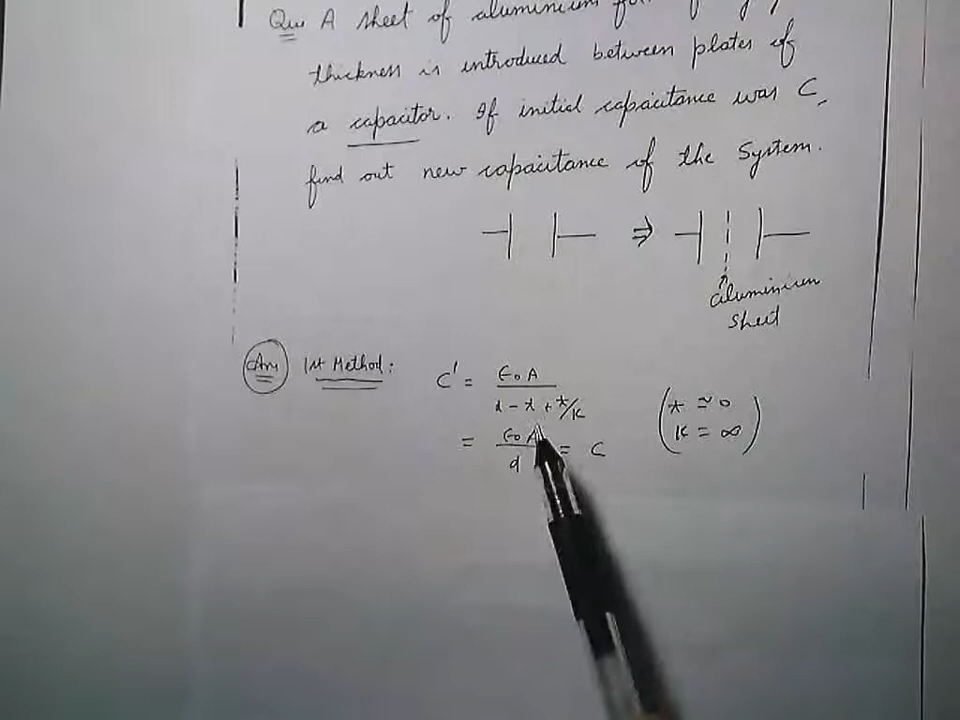 Que A sheet of aluminium
thickness is introduced between plates of
a capacitor. If initial capacitance was C,
find out new capacitance of the System.
⇒
aluminium
sheet
Ans 1st Method: C' = ε₀A / d - t + t/K (t ≃ 0
K = ∞)
= ε₀A / d = C